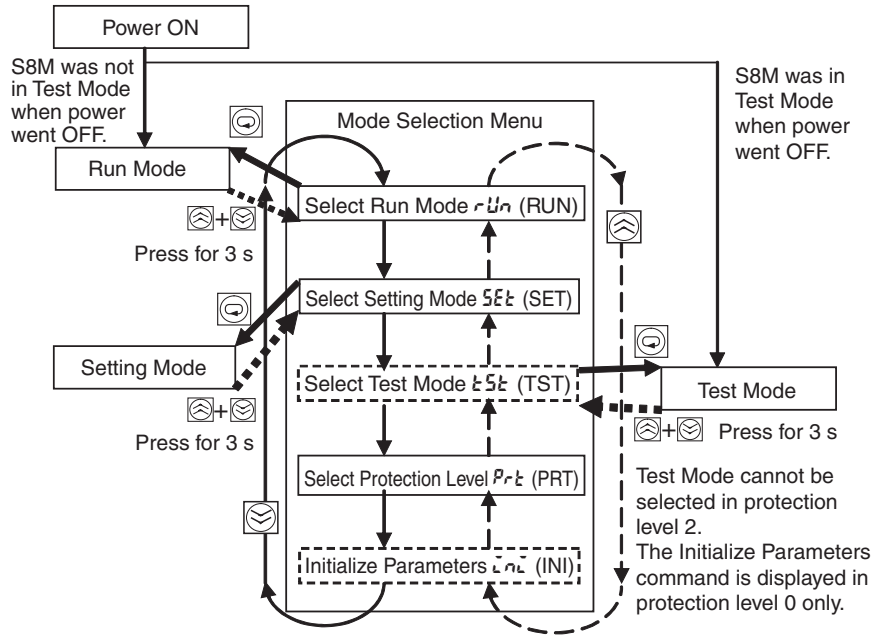 Power ON
S8M was not
in Test Mode
when power
went OFF.
S8M was in
Test Mode
when power
went OFF.
Mode Selection Menu
Run Mode
Select Run Mode rUn (RUN)
+
Press for 3 s
Select Setting Mode SEt (SET)
Setting Mode
+
Press for 3 s
Select Test Mode tSt (TST)
Test Mode
+
Press for 3 s
Select Protection Level Prt (PRT)
Test Mode cannot be
selected in protection
level 2.
The Initialize Parameters
command is displayed in
protection level 0 only.
Initialize Parameters ini (INI)